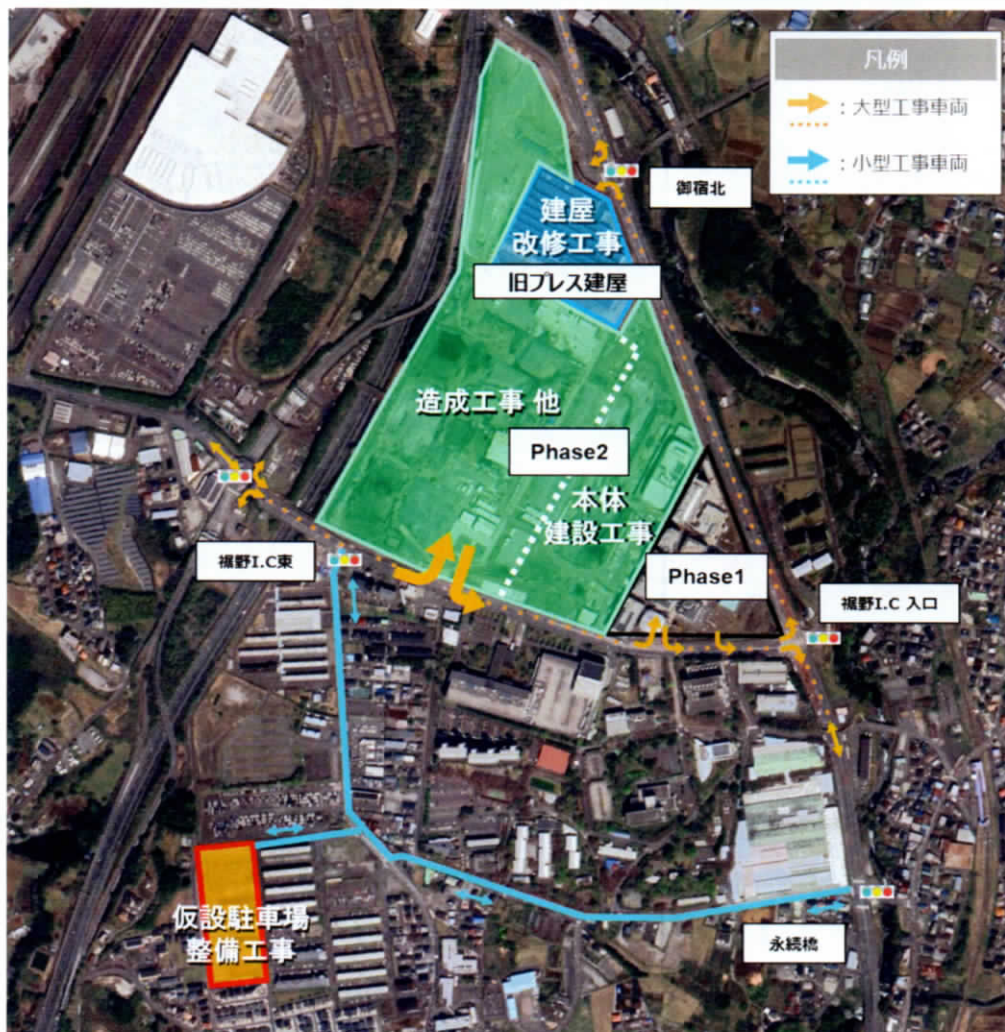 凡例
：大型工事車両
：小型工事車両
御宿北
建屋
改修工事
旧プレス建屋
造成工事 他
Phase2
本体
建設工事
裾野I.C東
Phase1
裾野I.C 入口
仮設駐車場
整備工事
永続橋